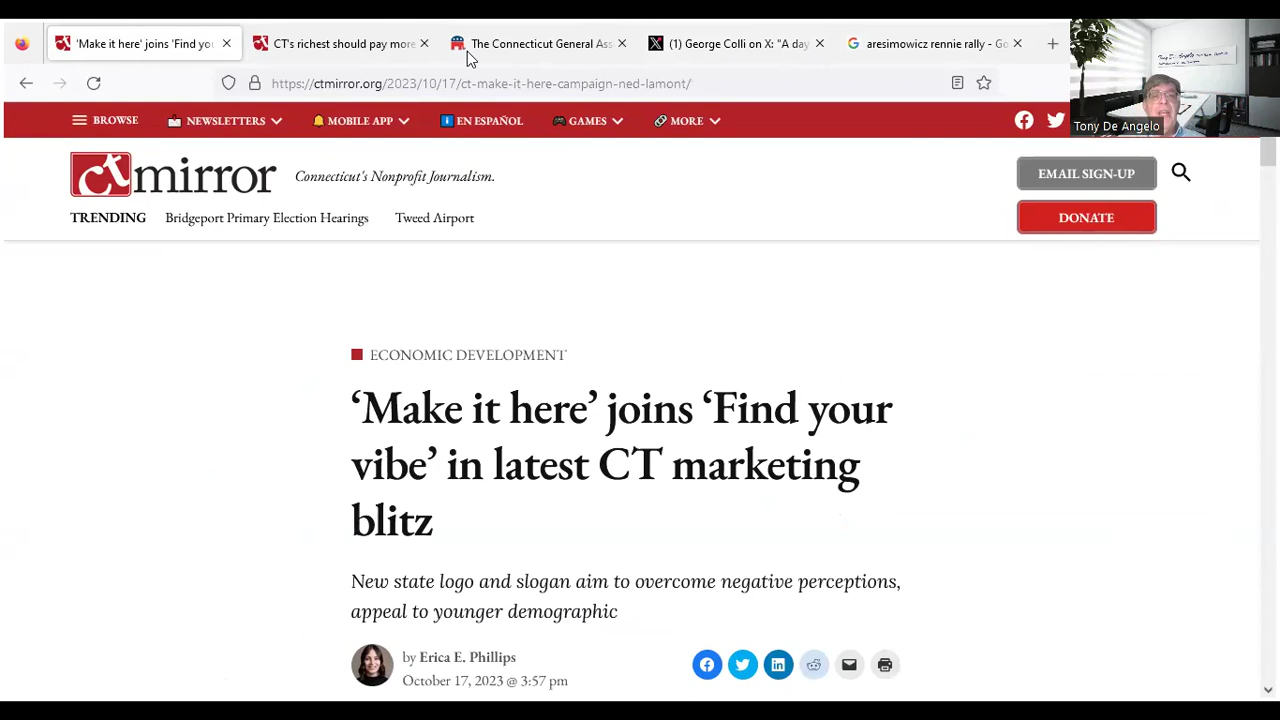 'Make it here' joins 'Find you
CT's richest should pay more
The Connecticut General Ass
(1) George Colli on X: "A day
aresimowicz rennie rally - Go
https://ctmirror.org/2023/10/17/ct-make-it-here-campaign-ned-lamont/
Tony De Angelo
BROWSE
NEWSLETTERS
MOBILE APP
EN ESPAÑOL
GAMES
MORE
ctmirror
Connecticut's Nonprofit Journalism.
EMAIL SIGN-UP
TRENDING
Bridgeport Primary Election Hearings
Tweed Airport
DONATE
ECONOMIC DEVELOPMENT
‘Make it here’ joins ‘Find your
vibe’ in latest CT marketing
blitz
New state logo and slogan aim to overcome negative perceptions,
appeal to younger demographic
by Erica E. Phillips
October 17, 2023 @ 3:57 pm